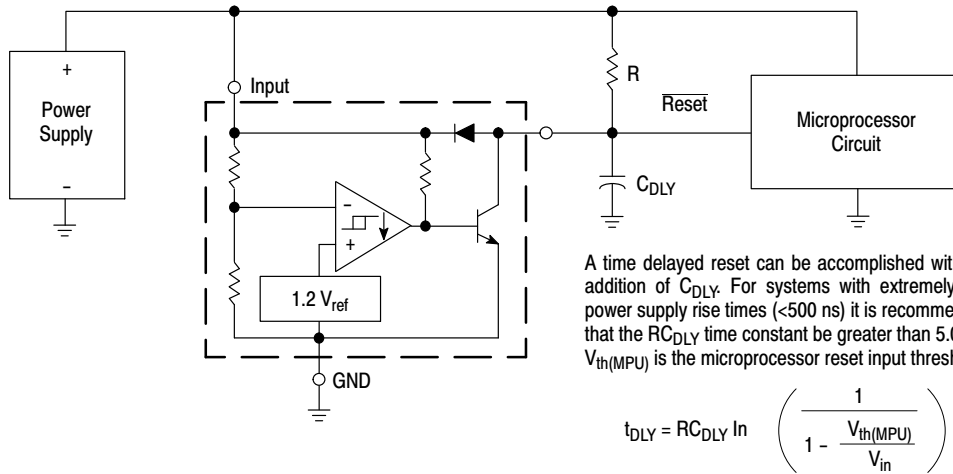 +
Power
Supply
–
Input
R
Reset
Microprocessor
Circuit
C_DLY
–
+
1.2 V_ref
GND
A time delayed reset can be accomplished wit
addition of C_DLY. For systems with extremely
power supply rise times (<500 ns) it is recomme
that the RC_DLY time constant be greater than 5.0
V_th(MPU) is the microprocessor reset input thresh
t_DLY = RC_DLY In ( 1 / ( 1 - V_th(MPU) / V_in ) )